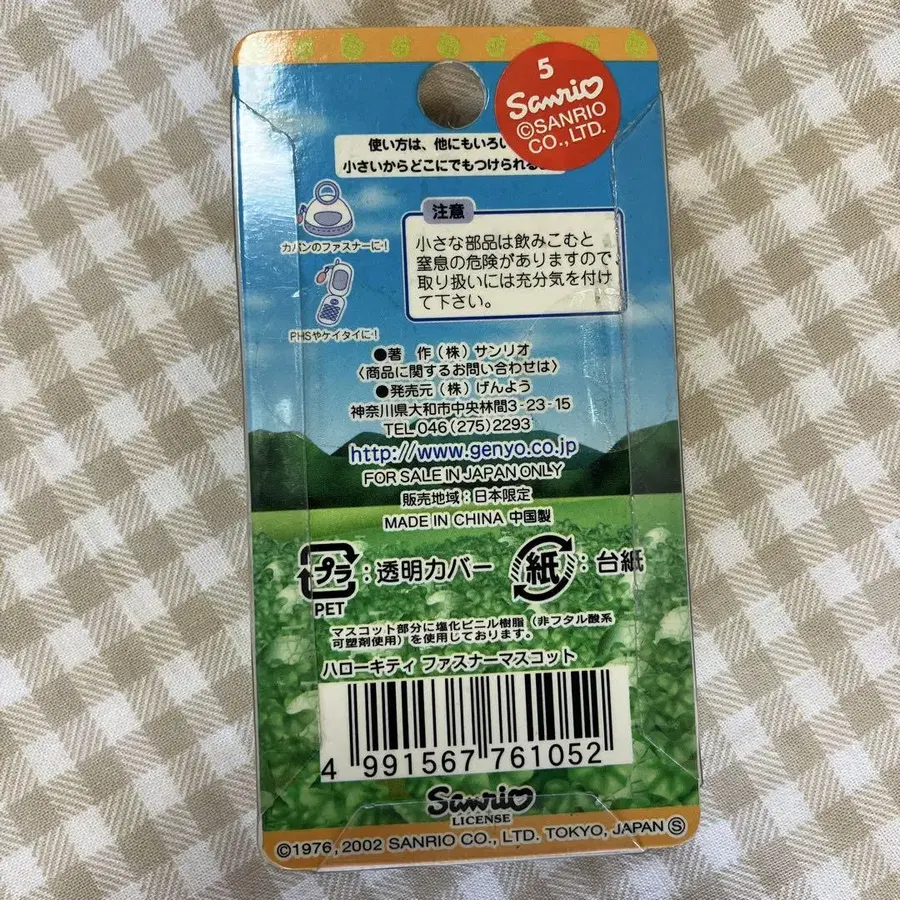 5
Sanrio
©SANRIO
CO.,LTD.
使い方は、他にもいろい
小さいからどこにでもつけられる
注意
小さな部品は飲みこむと
窒息の危険がありますので、
取り扱いには充分気を付け
て下さい。
カバンのファスナーに!
PHSやケイタイに!
●著 作(株)サンリオ
〈商品に関するお問い合わせは〉
●発売元(株)げんよう
神奈川県大和市中央林間3-23-15
TEL 046(275)2293
http://www.genyo.co.jp
FOR SALE IN JAPAN ONLY
販売地域:日本限定
MADE IN CHINA 中国製
プラ:透明カバー 紙:台紙
PET
マスコット部分に塩化ビニル樹脂(非フタル酸系
可塑剤使用)を使用しております。
ハローキティ ファスナーマスコット
4 991567 761052
Sanrio
LICENSE
©1976, 2002 SANRIO CO., LTD. TOKYO, JAPAN Ⓢ